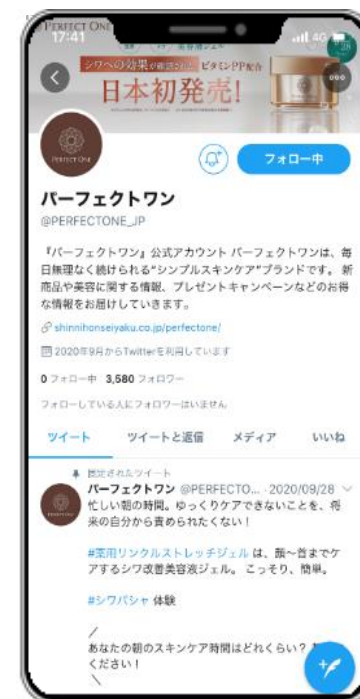 PERFECT ONE
17:41
4G
シワへの効果が確認された ビタミンPP配合
日本初発売!
PERFECT ONE
フォロー中
パーフェクトワン
@PERFECTONE_JP
『パーフェクトワン』公式アカウント パーフェクトワンは、毎
日無理なく続けられる“シンプルスキンケア”ブランドです。 新
商品や美容に関する情報、プレゼントキャンペーンなどのお得
な情報をお届けしていきます。
shinnihonseiyaku.co.jp/perfectone/
2020年9月からTwitterを利用しています
0 フォロー中 3,580 フォロワー
フォローしている人にフォロワーはいません
ツイート ツイートと返信 メディア いいね
固定されたツイート
パーフェクトワン @PERFECTO... · 2020/09/28
忙しい朝の時間。ゆっくりケアできないことを、将
来の自分から責められたくない！
#薬用リンクルストレッチジェル は、顔〜首までケ
アするシワ改善美容液ジェル。 こっそり、簡単。
#シワパシャ 体験
／
あなたの朝のスキンケア時間はどれくらい？
ください！
＼